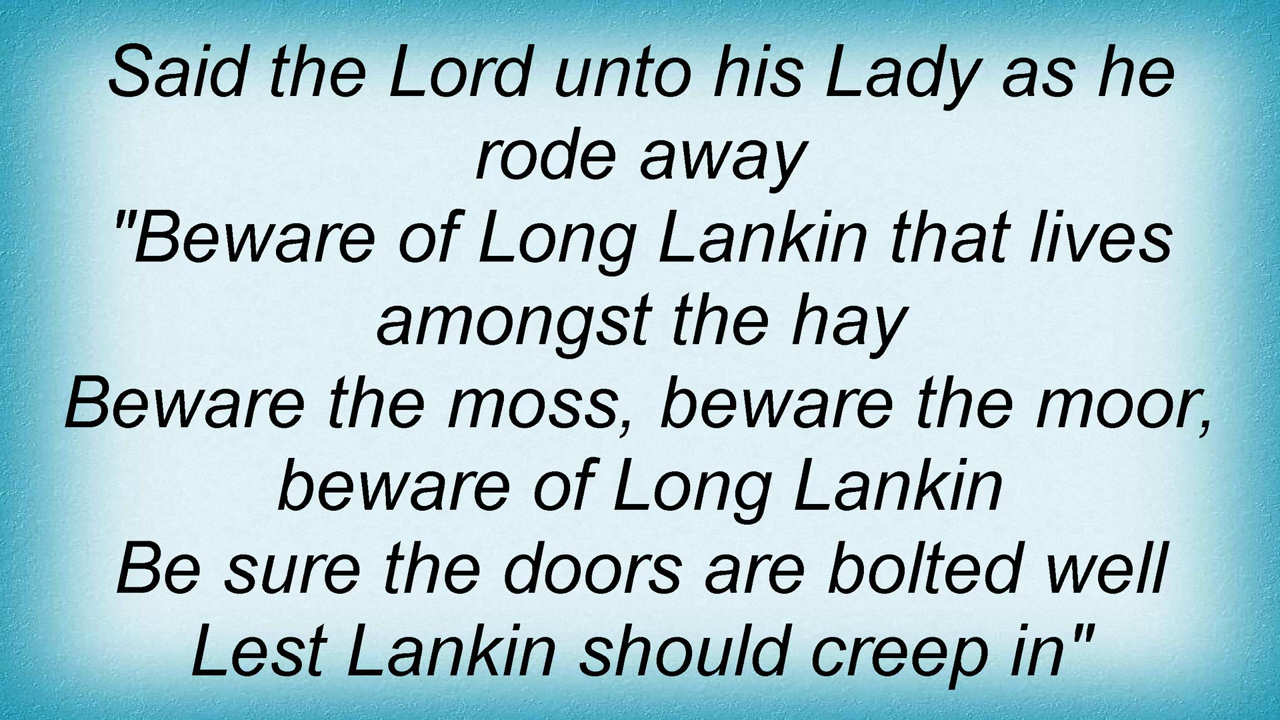 Said the Lord unto his Lady as he
rode away
"Beware of Long Lankin that lives
amongst the hay
Beware the moss, beware the moor,
beware of Long Lankin
Be sure the doors are bolted well
Lest Lankin should creep in"